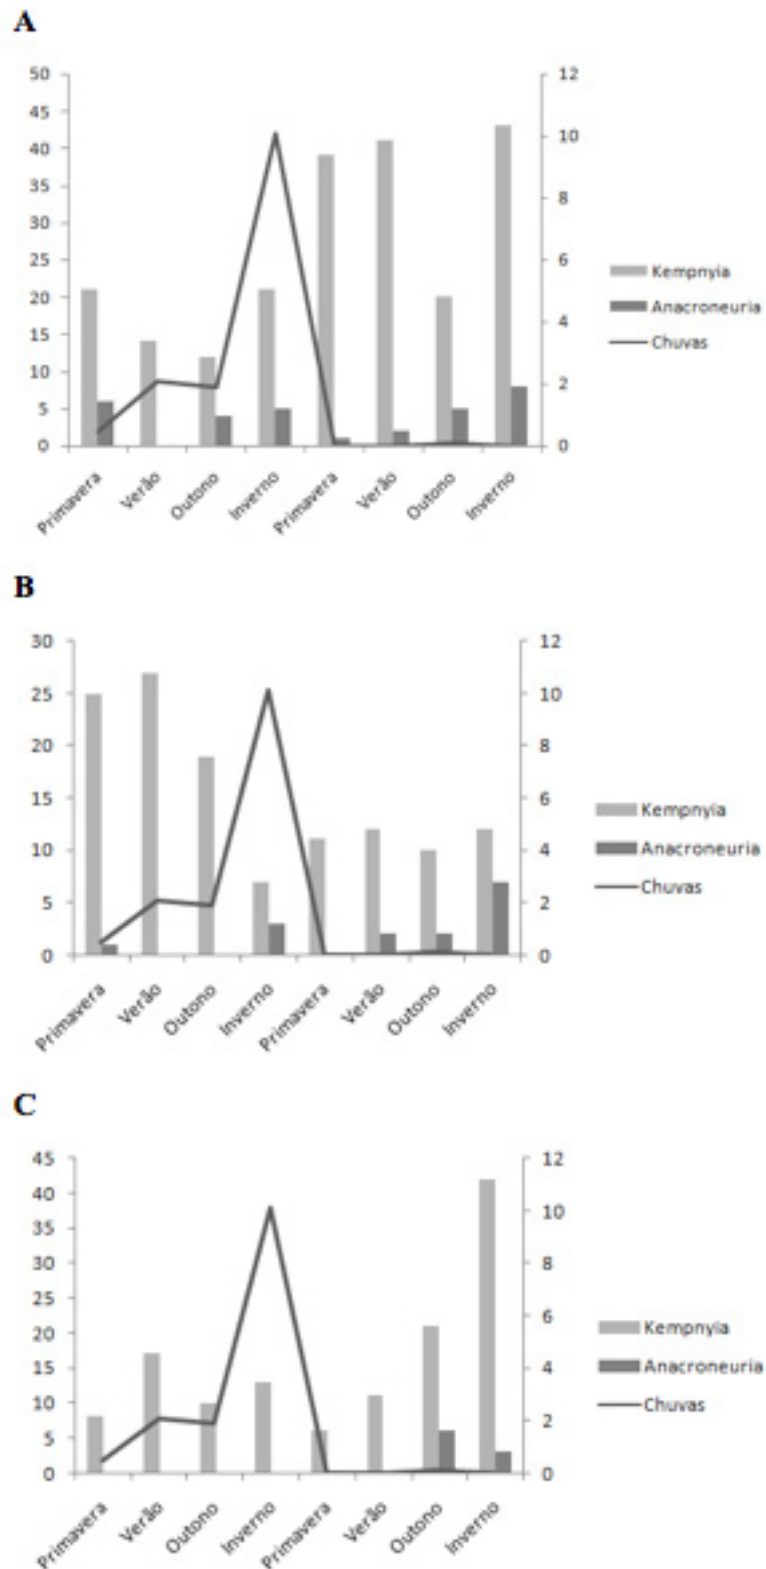 A
50
45
40
35
30
25
20
15
10
5
0
12
10
8
6
4
2
0
Primavera
Verão
Outono
Inverno
Primavera
Verão
Outono
Inverno
Kempnyia
Anacroneuria
Chuvas
B
30
25
20
15
10
5
0
12
10
8
6
4
2
0
Primavera
Verão
Outono
Inverno
Primavera
Verão
Outono
Inverno
Kempnyia
Anacroneuria
Chuvas
C
45
40
35
30
25
20
15
10
5
0
12
10
8
6
4
2
0
Primavera
Verão
Outono
Inverno
Primavera
Verão
Outono
Inverno
Kempnyia
Anacroneuria
Chuvas